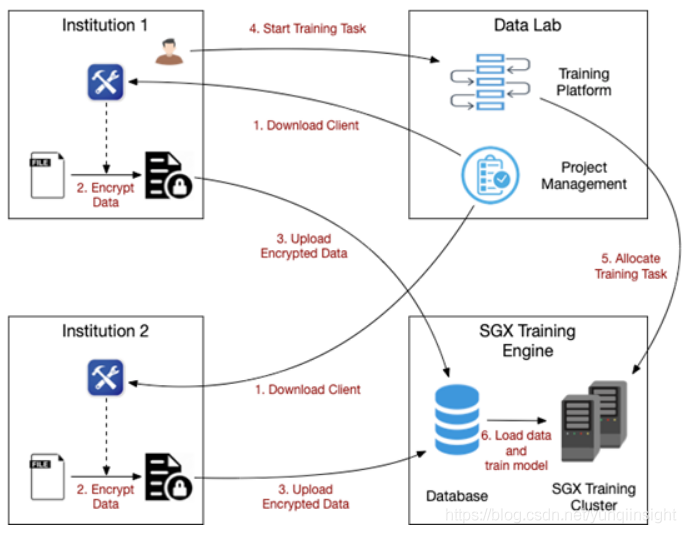 Institution 1
4. Start Training Task
Data Lab
Training
Platform
1. Download Client
FILE
2. Encrypt
Data
Project
Management
3. Upload
Encrypted Data
5. Allocate
Training Task
Institution 2
SGX Training
Engine
1. Download Client
FILE
2. Encrypt
Data
3. Upload
Encrypted Data
6. Load data
and
train model
Database
SGX Training
Cluster
https://blog.csdn.net/yunqiinsight